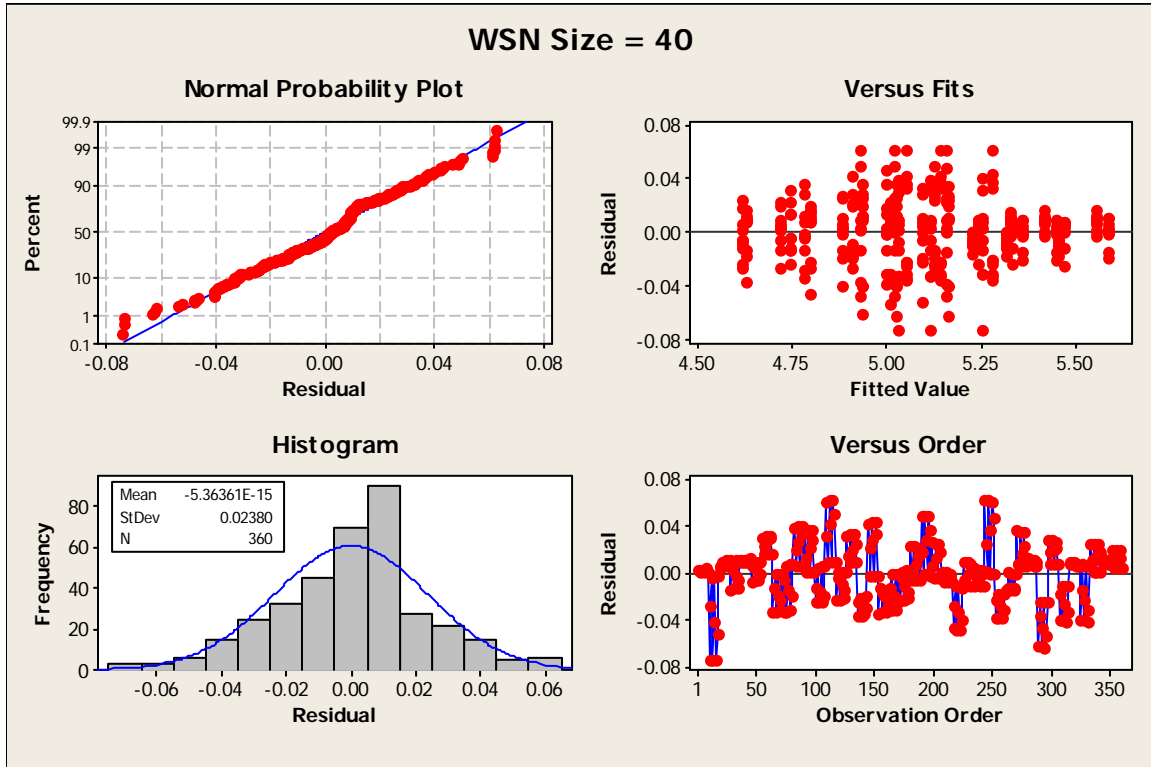 WSN Size = 40
Normal Probability Plot
99.9
99
90
50
10
1
0.1
Percent
-0.08 -0.04 0.00 0.04 0.08
Residual
Versus Fits
0.08
0.04
0.00
-0.04
-0.08
Residual
4.50 4.75 5.00 5.25 5.50
Fitted Value
Histogram
Mean -5.36361E-15
StDev 0.02380
N 360
80
60
40
20
0
Frequency
-0.06 -0.04 -0.02 0.00 0.02 0.04 0.06
Residual
Versus Order
0.08
0.04
0.00
-0.04
-0.08
Residual
1 50 100 150 200 250 300 350
Observation Order